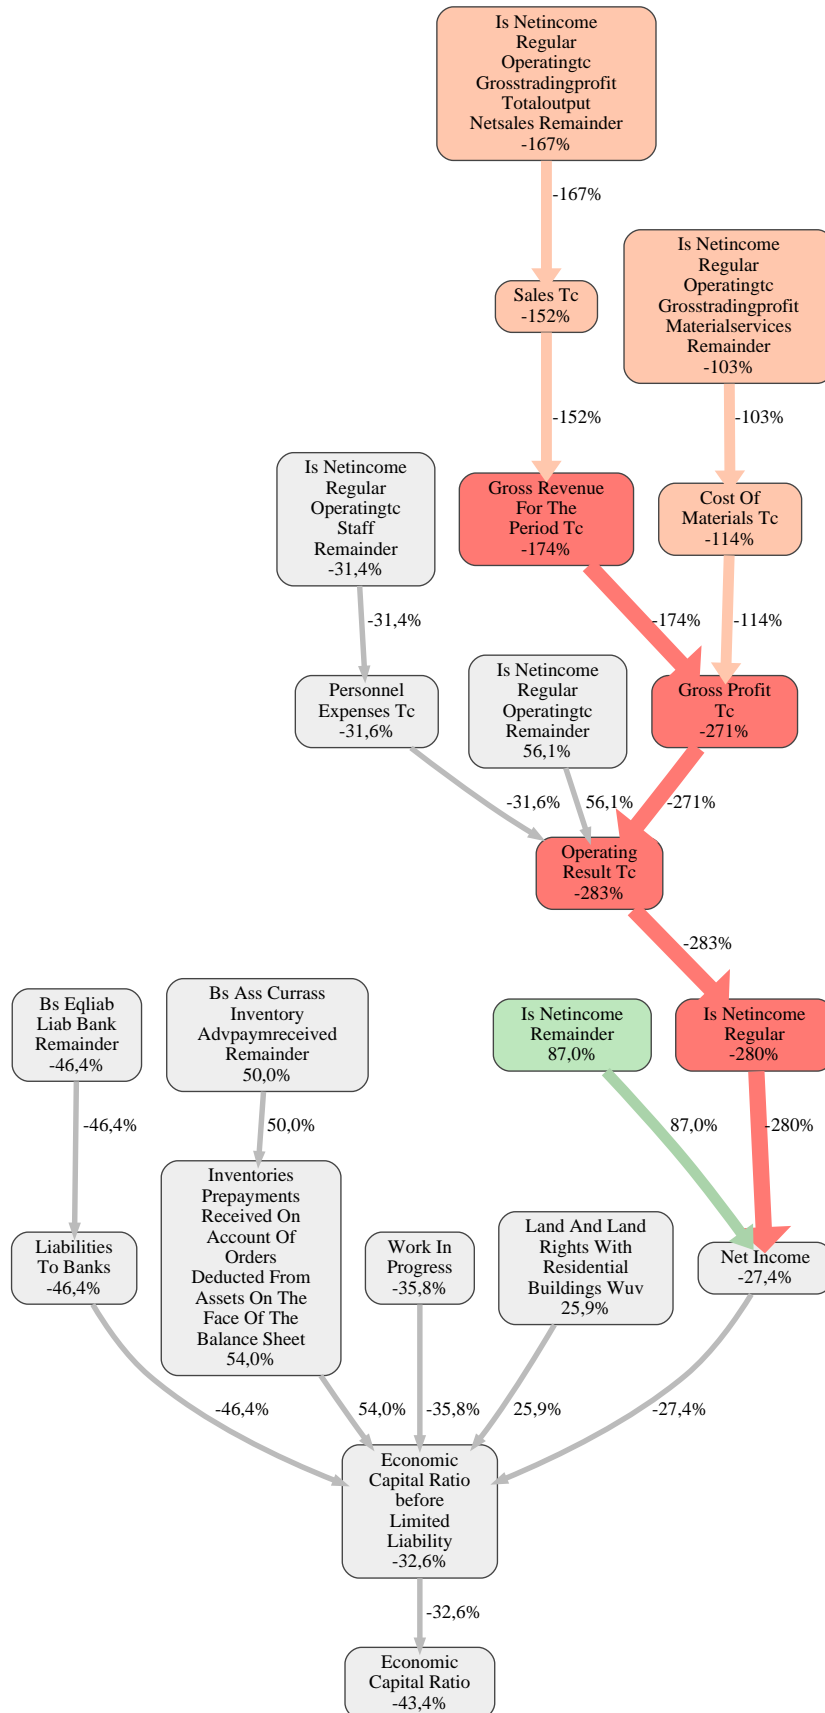 Is Netincome
Regular
Operatingtc
Grosstradingprofit
Totaloutput
Netsales Remainder
-167%
-167%
Is Netincome
Regular
Operatingtc
Grosstradingprofit
Materialservices
Remainder
-103%
Sales Tc
-152%
-152%
-103%
Is Netincome
Regular
Operatingtc
Staff
Remainder
-31,4%
Gross Revenue
For The
Period Tc
-174%
Cost Of
Materials Tc
-114%
-31,4%
-174%
-114%
Personnel
Expenses Tc
-31,6%
Is Netincome
Regular
Operatingtc
Remainder
56,1%
Gross Profit
Tc
-271%
-31,6%
56,1%
-271%
Operating
Result Tc
-283%
-283%
Bs Eqliab
Liab Bank
Remainder
-46,4%
Bs Ass Currass
Inventory
Advpaymreceived
Remainder
50,0%
Is Netincome
Remainder
87,0%
Is Netincome
Regular
-280%
-46,4%
50,0%
87,0%
-280%
Liabilities
To Banks
-46,4%
Inventories
Prepayments
Received On
Account Of
Orders
Deducted From
Assets On The
Face Of The
Balance Sheet
54,0%
Work In
Progress
-35,8%
Land And Land
Rights With
Residential
Buildings Wuv
25,9%
Net Income
-27,4%
-46,4%
54,0%
-35,8%
25,9%
-27,4%
Economic
Capital Ratio
before
Limited
Liability
-32,6%
-32,6%
Economic
Capital Ratio
-43,4%